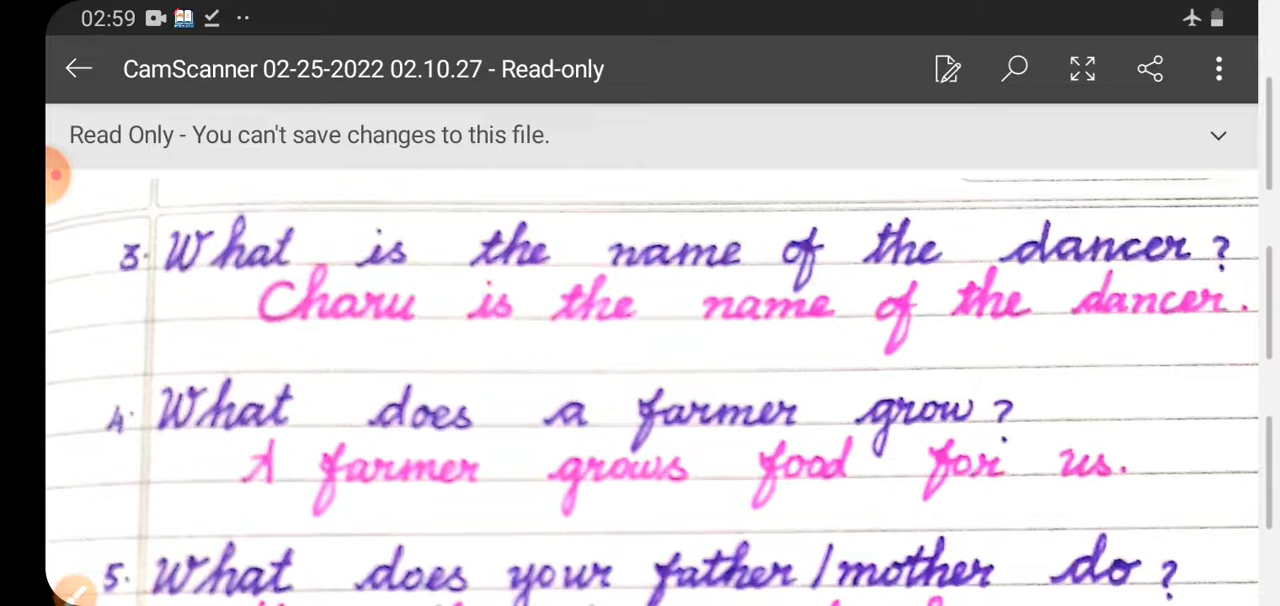 02:59
CamScanner 02-25-2022 02.10.27 - Read-only
Read Only - You can't save changes to this file.
3. What is the name of the dancer?
Charu is the name of the dancer.
4. What does a farmer grow?
A farmer grows food for us.
5. What does your father/mother do?